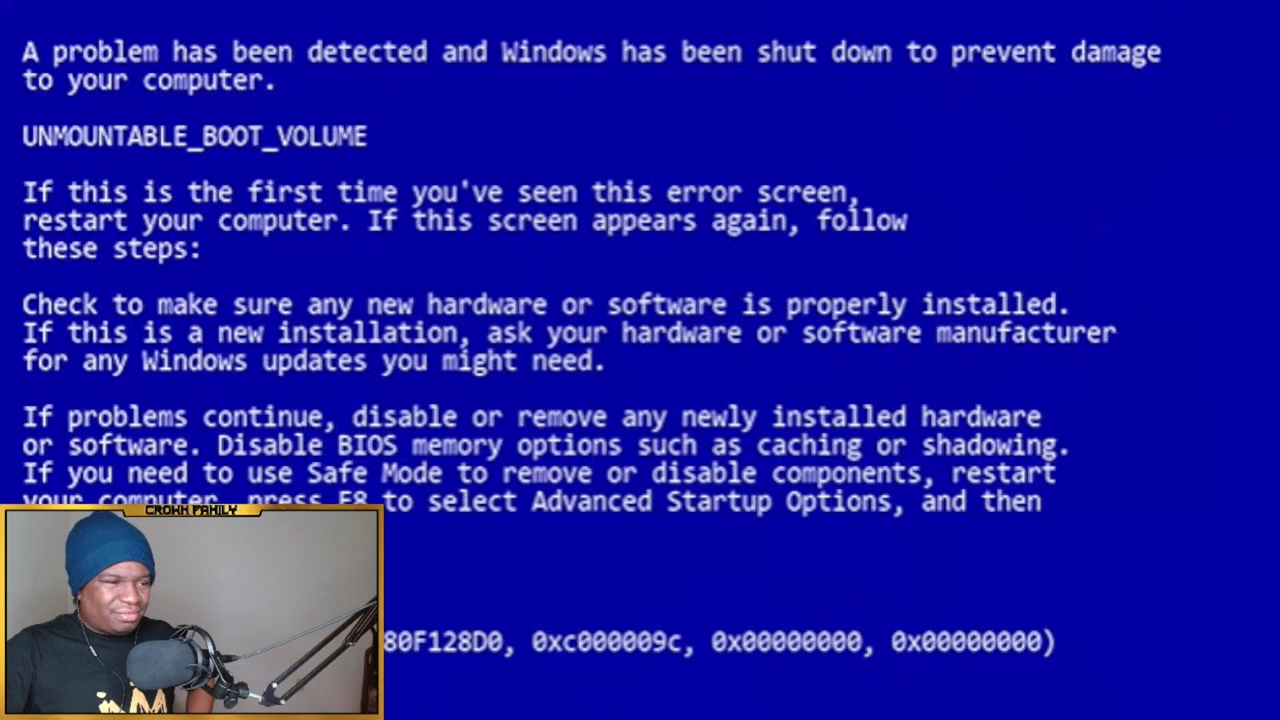 A problem has been detected and Windows has been shut down to prevent damage
to your computer.
UNMOUNTABLE_BOOT_VOLUME
If this is the first time you've seen this error screen,
restart your computer. If this screen appears again, follow
these steps:
Check to make sure any new hardware or software is properly installed.
If this is a new installation, ask your hardware or software manufacturer
for any Windows updates you might need.
If problems continue, disable or remove any newly installed hardware
or software. Disable BIOS memory options such as caching or shadowing.
If you need to use Safe Mode to remove or disable components, restart
your computer, press F8 to select Advanced Startup Options, and then
CROWN FAMILY
80F128D0, 0xc000009c, 0x00000000, 0x00000000)